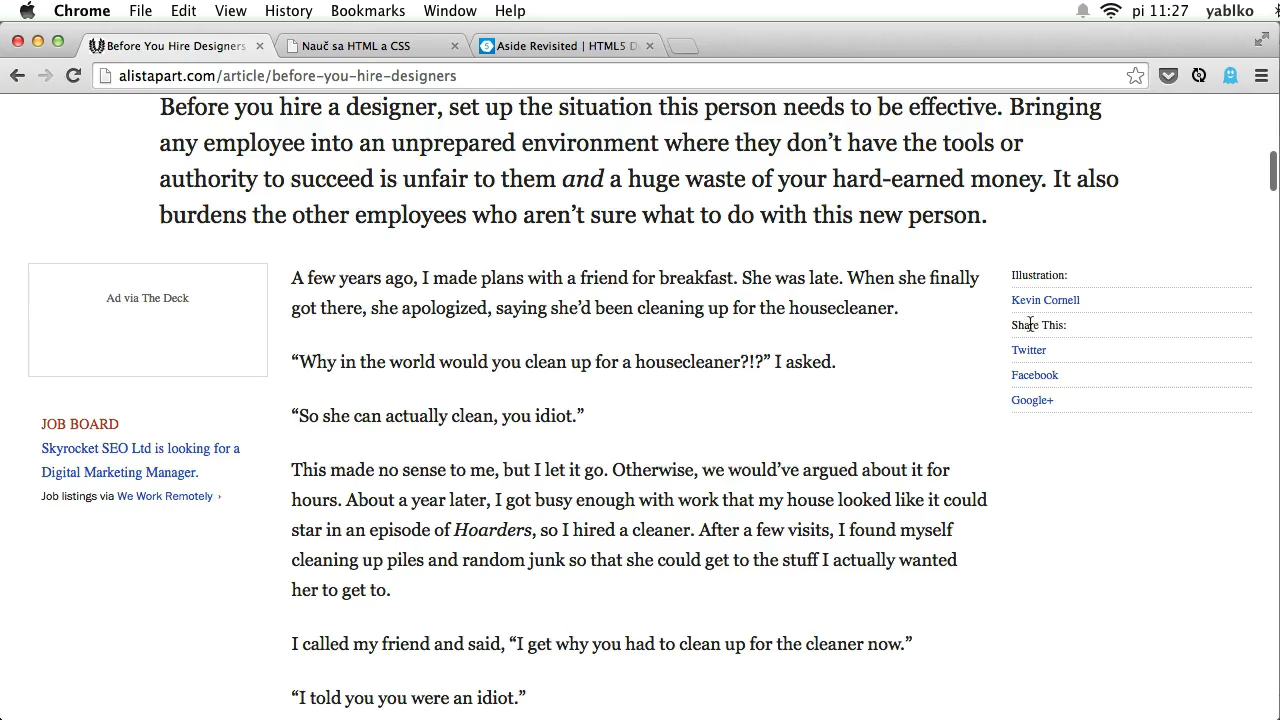 Chrome File Edit View History Bookmarks Window Help pi 11:27 yablko
Before You Hire Designers Nauč sa HTML a CSS Aside Revisited | HTML5 D
alistapart.com/article/before-you-hire-designers
Before you hire a designer, set up the situation this person needs to be effective. Bringing
any employee into an unprepared environment where they don’t have the tools or
authority to succeed is unfair to them and a huge waste of your hard-earned money. It also
burdens the other employees who aren’t sure what to do with this new person.
Ad via The Deck
JOB BOARD
Skyrocket SEO Ltd is looking for a
Digital Marketing Manager.
Job listings via We Work Remotely ›
A few years ago, I made plans with a friend for breakfast. She was late. When she finally
got there, she apologized, saying she’d been cleaning up for the housecleaner.
“Why in the world would you clean up for a housecleaner?!?” I asked.
“So she can actually clean, you idiot.”
This made no sense to me, but I let it go. Otherwise, we would’ve argued about it for
hours. About a year later, I got busy enough with work that my house looked like it could
star in an episode of Hoarders, so I hired a cleaner. After a few visits, I found myself
cleaning up piles and random junk so that she could get to the stuff I actually wanted
her to get to.
I called my friend and said, “I get why you had to clean up for the cleaner now.”
“I told you you were an idiot.”
Illustration:
Kevin Cornell
Share This:
Twitter
Facebook
Google+